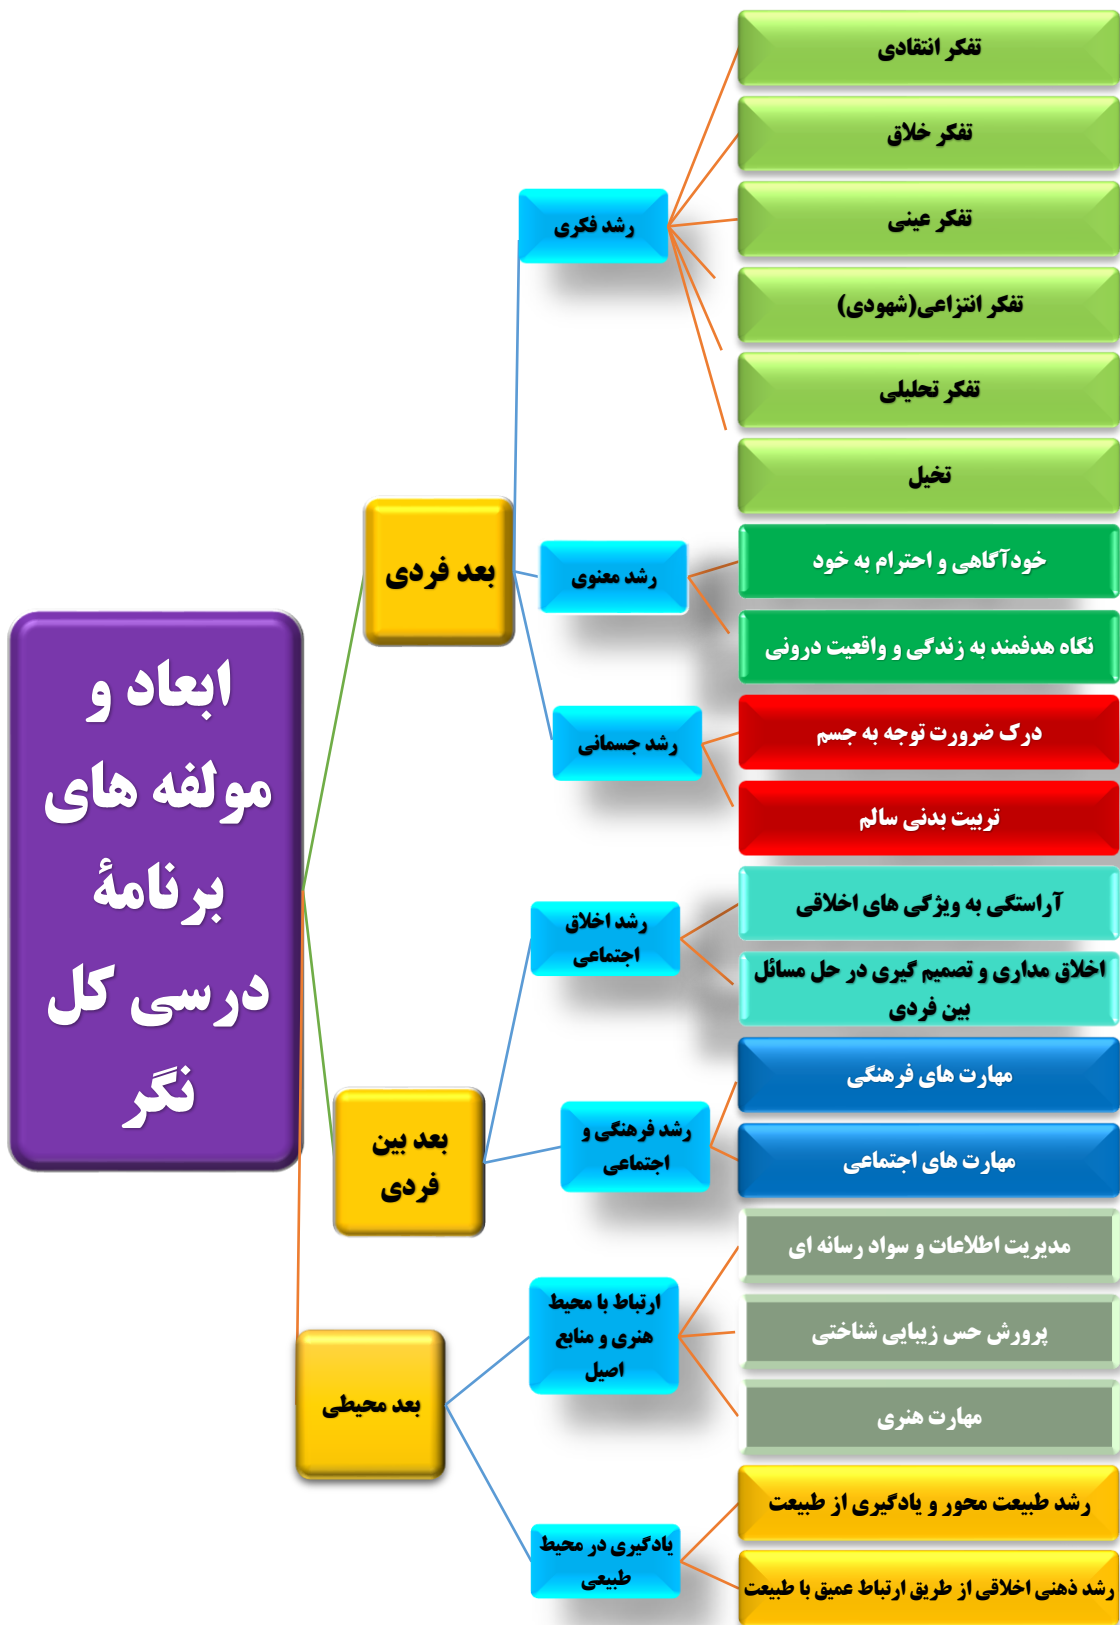 ابعاد و
مولفه های
برنامهٔ
درسی کل
نگر
بعد فردی
رشد فکری
تفکر انتقادی
تفکر خلاق
تفکر عینی
تفکر انتزاعی(شهودی)
تفکر تحلیلی
تخیل
رشد معنوی
خودآگاهی و احترام به خود
نگاه هدفمند به زندگی و واقعیت درونی
رشد جسمانی
درک ضرورت توجه به جسم
تربیت بدنی سالم
بعد بین
فردی
رشد اخلاق
اجتماعی
آراستگی به ویژگی های اخلاقی
اخلاق مداری و تصمیم گیری در حل مسائل
بین فردی
رشد فرهنگی و
اجتماعی
مهارت های فرهنگی
مهارت های اجتماعی
بعد محیطی
ارتباط با محیط
هنری و منابع
اصیل
مدیریت اطلاعات و سواد رسانه ای
پرورش حس زیبایی شناختی
مهارت هنری
یادگیری در محیط
طبیعی
رشد طبیعت محور و یادگیری از طبیعت
رشد ذهنی اخلاقی از طریق ارتباط عمیق با طبیعت